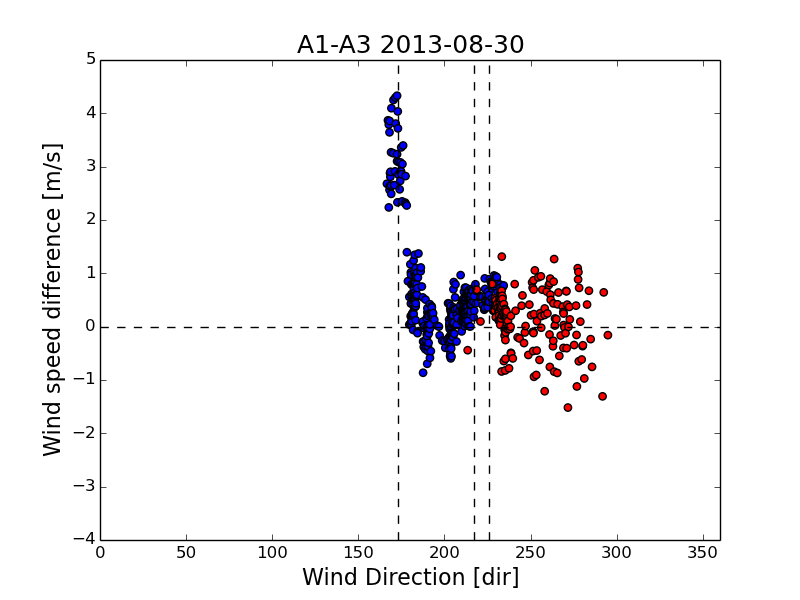 A1-A3 2013-08-30
5
4
3
2
1
0
−1
−2
−3
−4
Wind speed difference [m/s]
0 50 100 150 200 250 300 350
Wind Direction [dir]